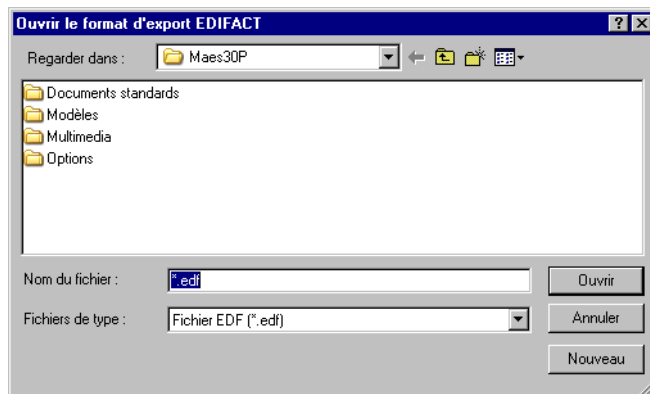 Ouvrir le format d'export EDIFACT
Regarder dans :
Maes30P
Documents standards
Modèles
Multimedia
Options
Nom du fichier :
*.edf
Ouvrir
Fichiers de type :
Fichier EDF (*.edf)
Annuler
Nouveau